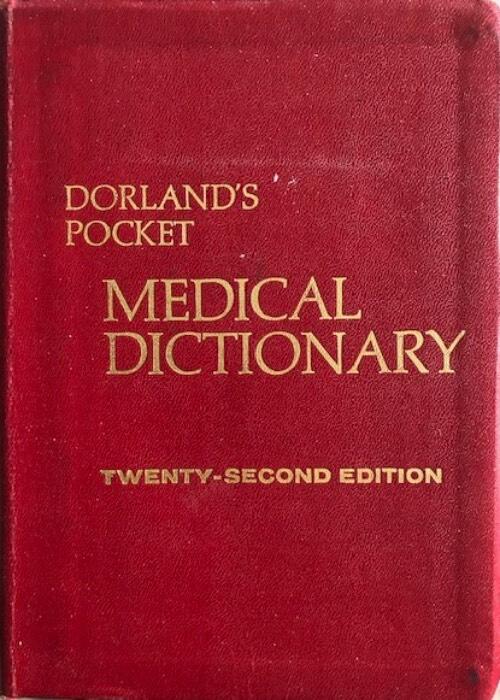 DORLAND'S
POCKET
MEDICAL
DICTIONARY
TWENTY-SECOND EDITION